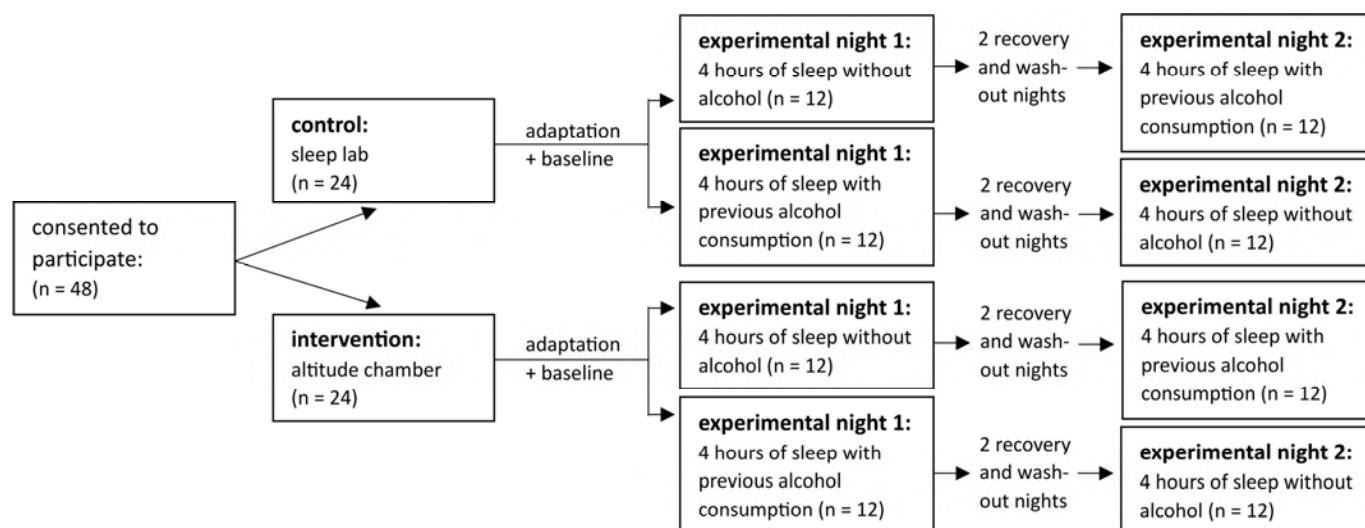 consented to
participate:
(n = 48)
control:
sleep lab
(n = 24)
adaptation
+ baseline
experimental night 1:
4 hours of sleep without
alcohol (n = 12)
2 recovery
and wash-
out nights
experimental night 2:
4 hours of sleep with
previous alcohol
consumption (n = 12)
experimental night 1:
4 hours of sleep with
previous alcohol
consumption (n = 12)
2 recovery
and wash-
out nights
experimental night 2:
4 hours of sleep without
alcohol (n = 12)
intervention:
altitude chamber
(n = 24)
adaptation
+ baseline
experimental night 1:
4 hours of sleep without
alcohol (n = 12)
2 recovery
and wash-
out nights
experimental night 2:
4 hours of sleep with
previous alcohol
consumption (n = 12)
experimental night 1:
4 hours of sleep with
previous alcohol
consumption (n = 12)
2 recovery
and wash-
out nights
experimental night 2:
4 hours of sleep without
alcohol (n = 12)